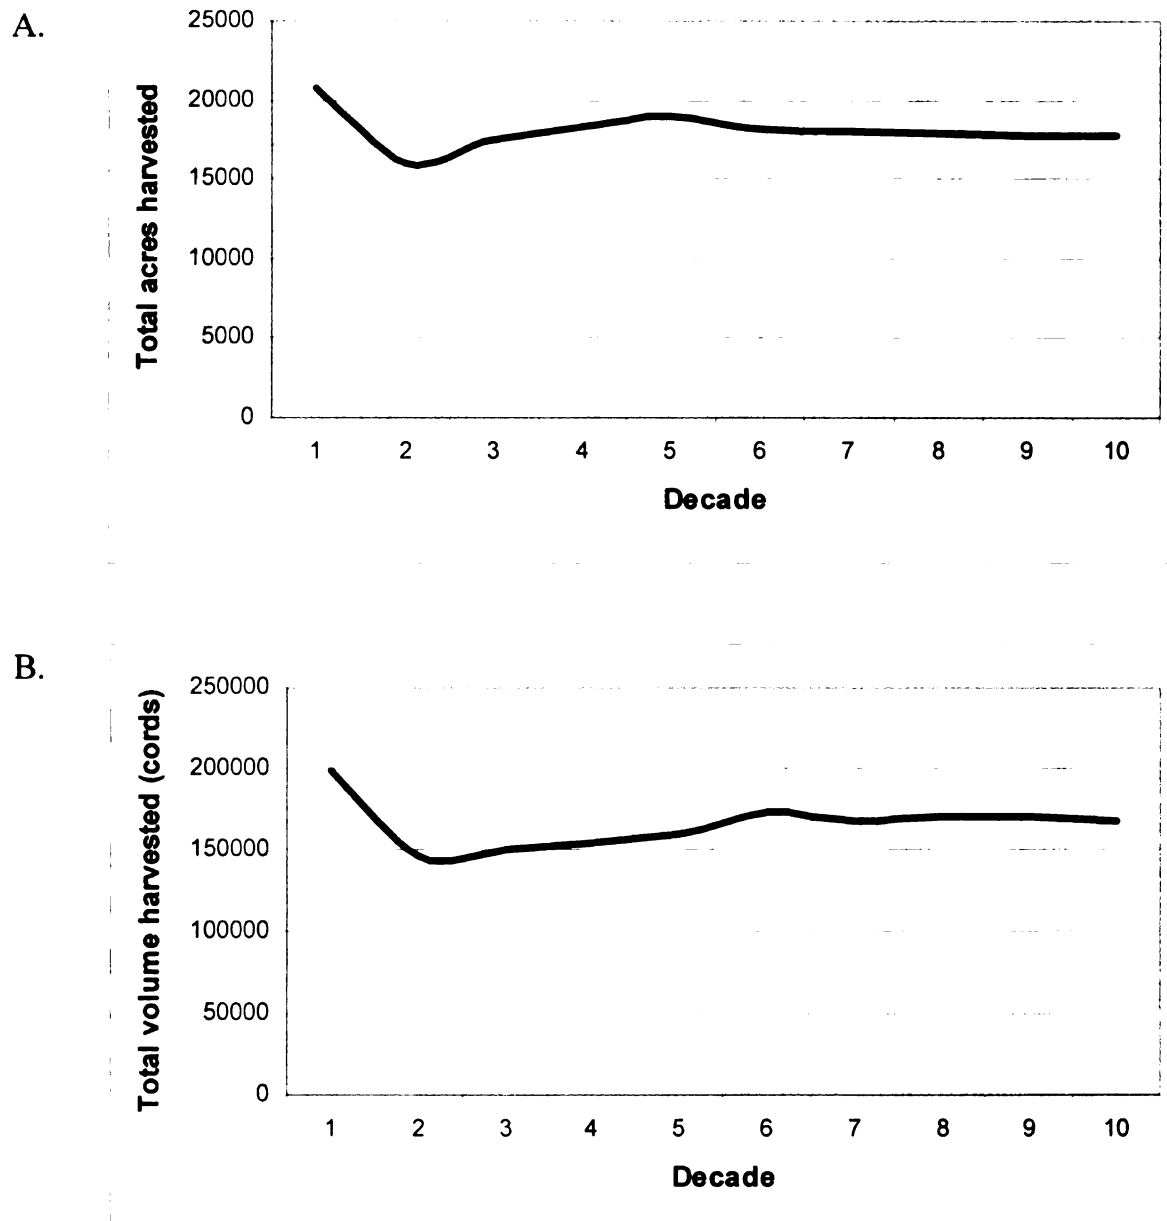 A.
Total acres harvested
25000
20000
15000
10000
5000
0
1 2 3 4 5 6 7 8 9 10
Decade
B.
Total volume harvested (cords)
250000
200000
150000
100000
50000
0
1 2 3 4 5 6 7 8 9 10
Decade